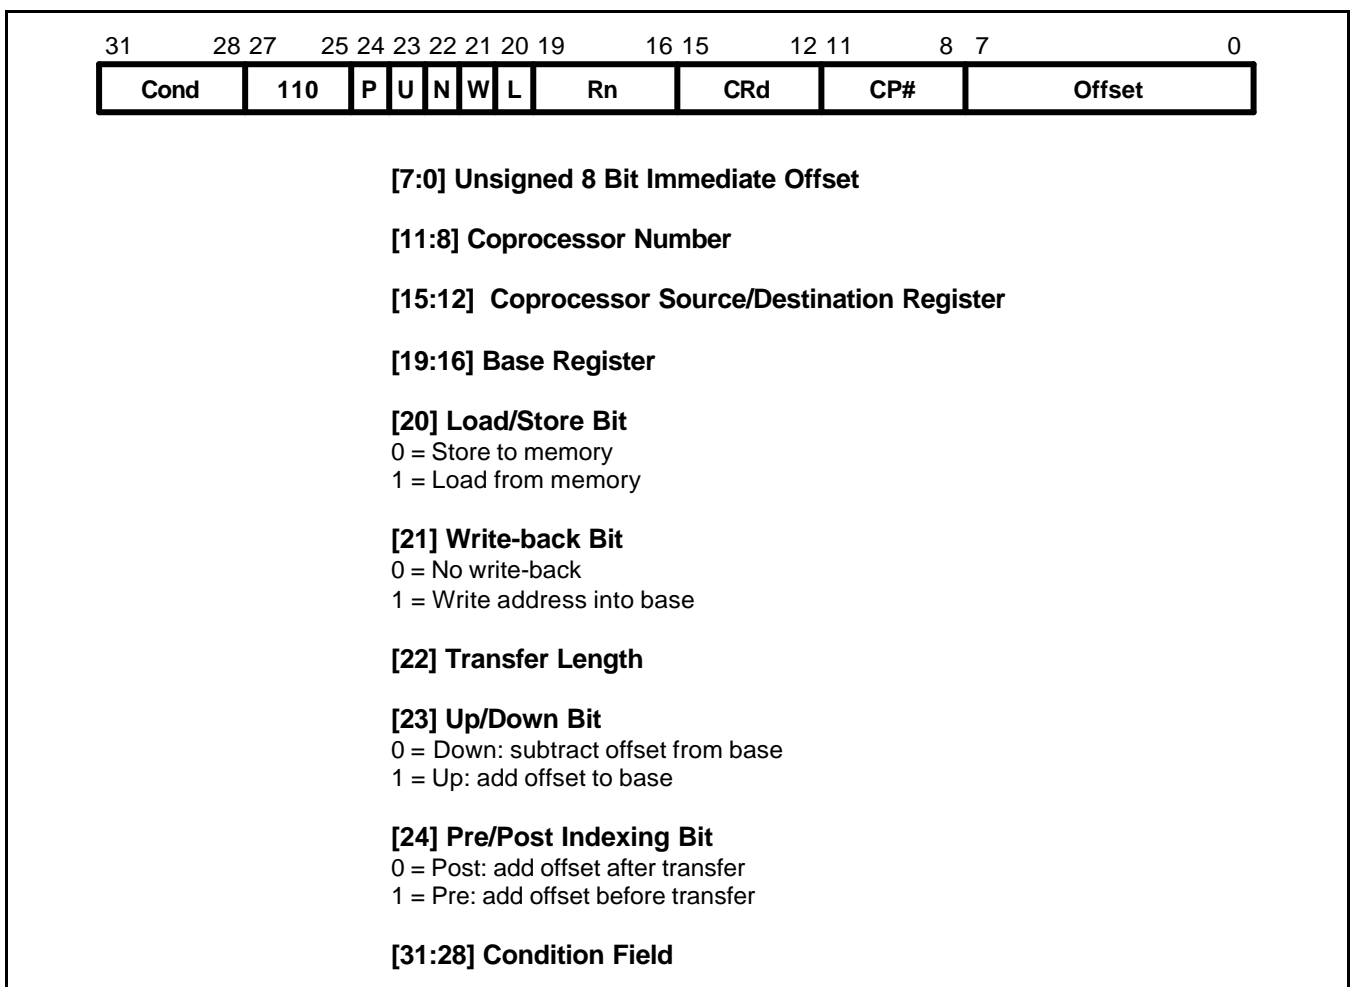 31 28 27 25 24 23 22 21 20 19 16 15 12 11 8 7 0
Cond 110 P U N W L Rn CRd CP# Offset
[7:0] Unsigned 8 Bit Immediate Offset
[11:8] Coprocessor Number
[15:12] Coprocessor Source/Destination Register
[19:16] Base Register
[20] Load/Store Bit
0 = Store to memory
1 = Load from memory
[21] Write-back Bit
0 = No write-back
1 = Write address into base
[22] Transfer Length
[23] Up/Down Bit
0 = Down: subtract offset from base
1 = Up: add offset to base
[24] Pre/Post Indexing Bit
0 = Post: add offset after transfer
1 = Pre: add offset before transfer
[31:28] Condition Field